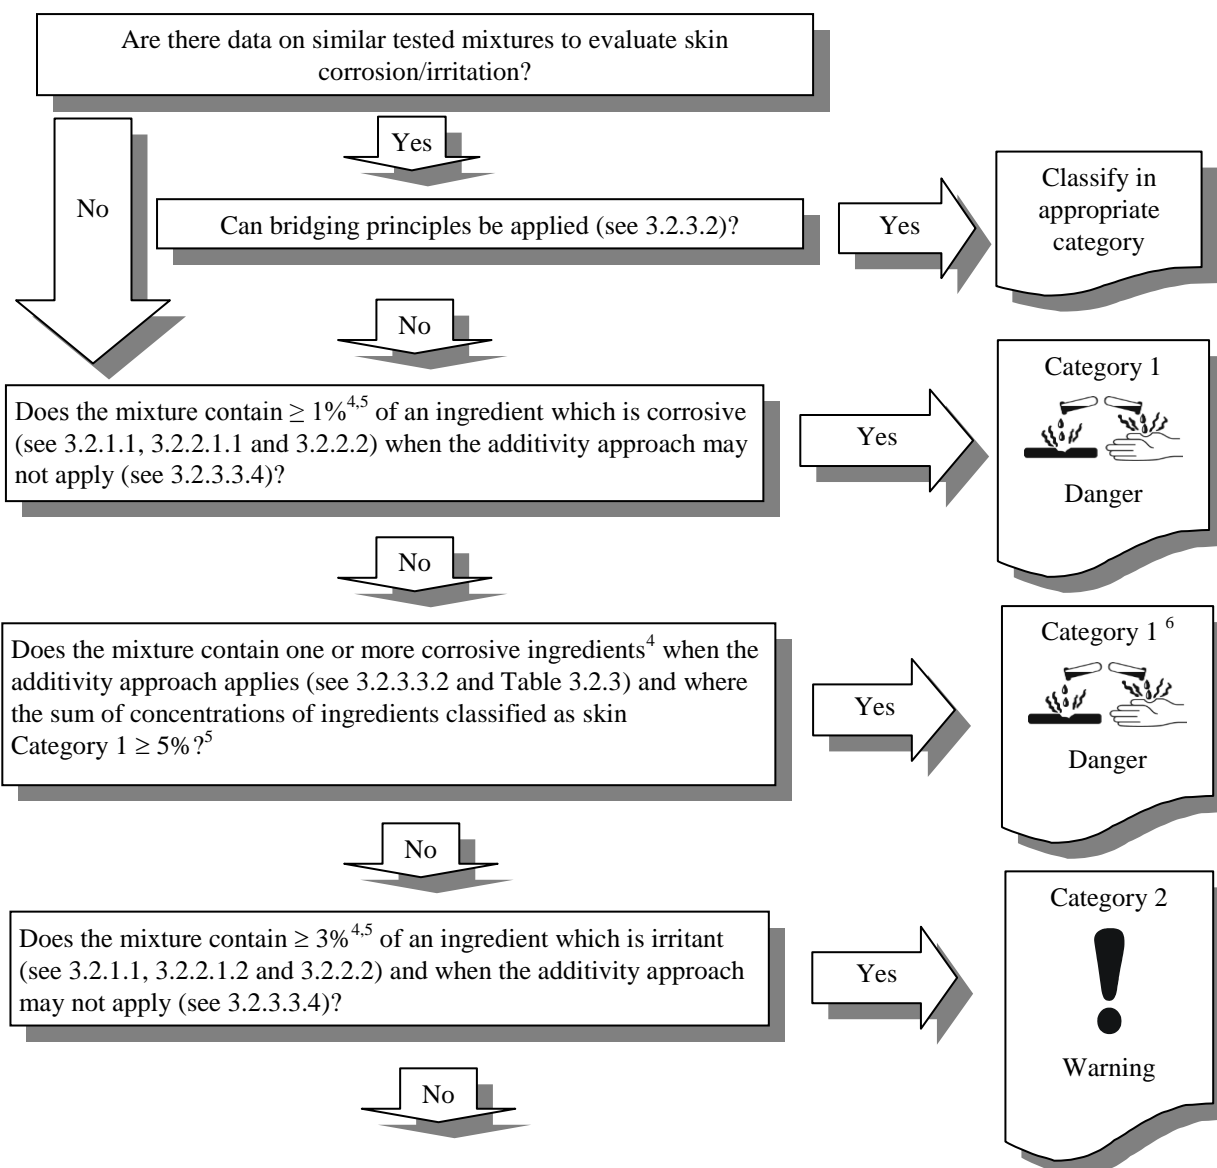 Are there data on similar tested mixtures to evaluate skin
corrosion/irritation?
Yes
No
Can bridging principles be applied (see 3.2.3.2)?
Yes
Classify in
appropriate
category
No
Does the mixture contain ≥ 1%⁴,⁵ of an ingredient which is corrosive
(see 3.2.1.1, 3.2.2.1.1 and 3.2.2.2) when the additivity approach may
not apply (see 3.2.3.3.4)?
Yes
Category 1
Danger
No
Does the mixture contain one or more corrosive ingredients⁴ when the
additivity approach applies (see 3.2.3.3.2 and Table 3.2.3) and where
the sum of concentrations of ingredients classified as skin
Category 1 ≥ 5%?⁵
Yes
Category 1 ⁶
Danger
No
Does the mixture contain ≥ 3%⁴,⁵ of an ingredient which is irritant
(see 3.2.1.1, 3.2.2.1.2 and 3.2.2.2) and when the additivity approach
may not apply (see 3.2.3.3.4)?
Yes
Category 2
Warning
No